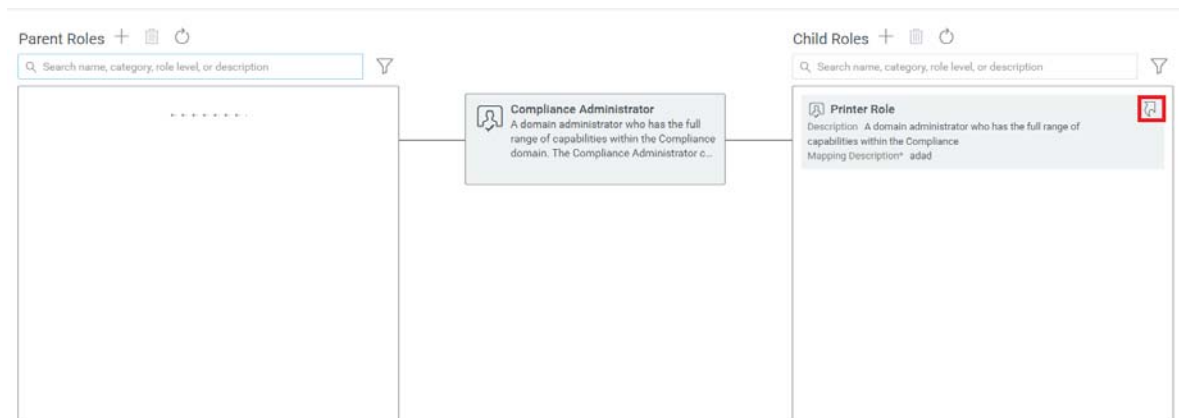 Parent Roles
Search name, category, role level, or description
Compliance Administrator
A domain administrator who has the full
range of capabilities within the Compliance
domain. The Compliance Administrator c...
Child Roles
Search name, category, role level, or description
Printer Role
Description A domain administrator who has the full range of
capabilities within the Compliance
Mapping Description* adad